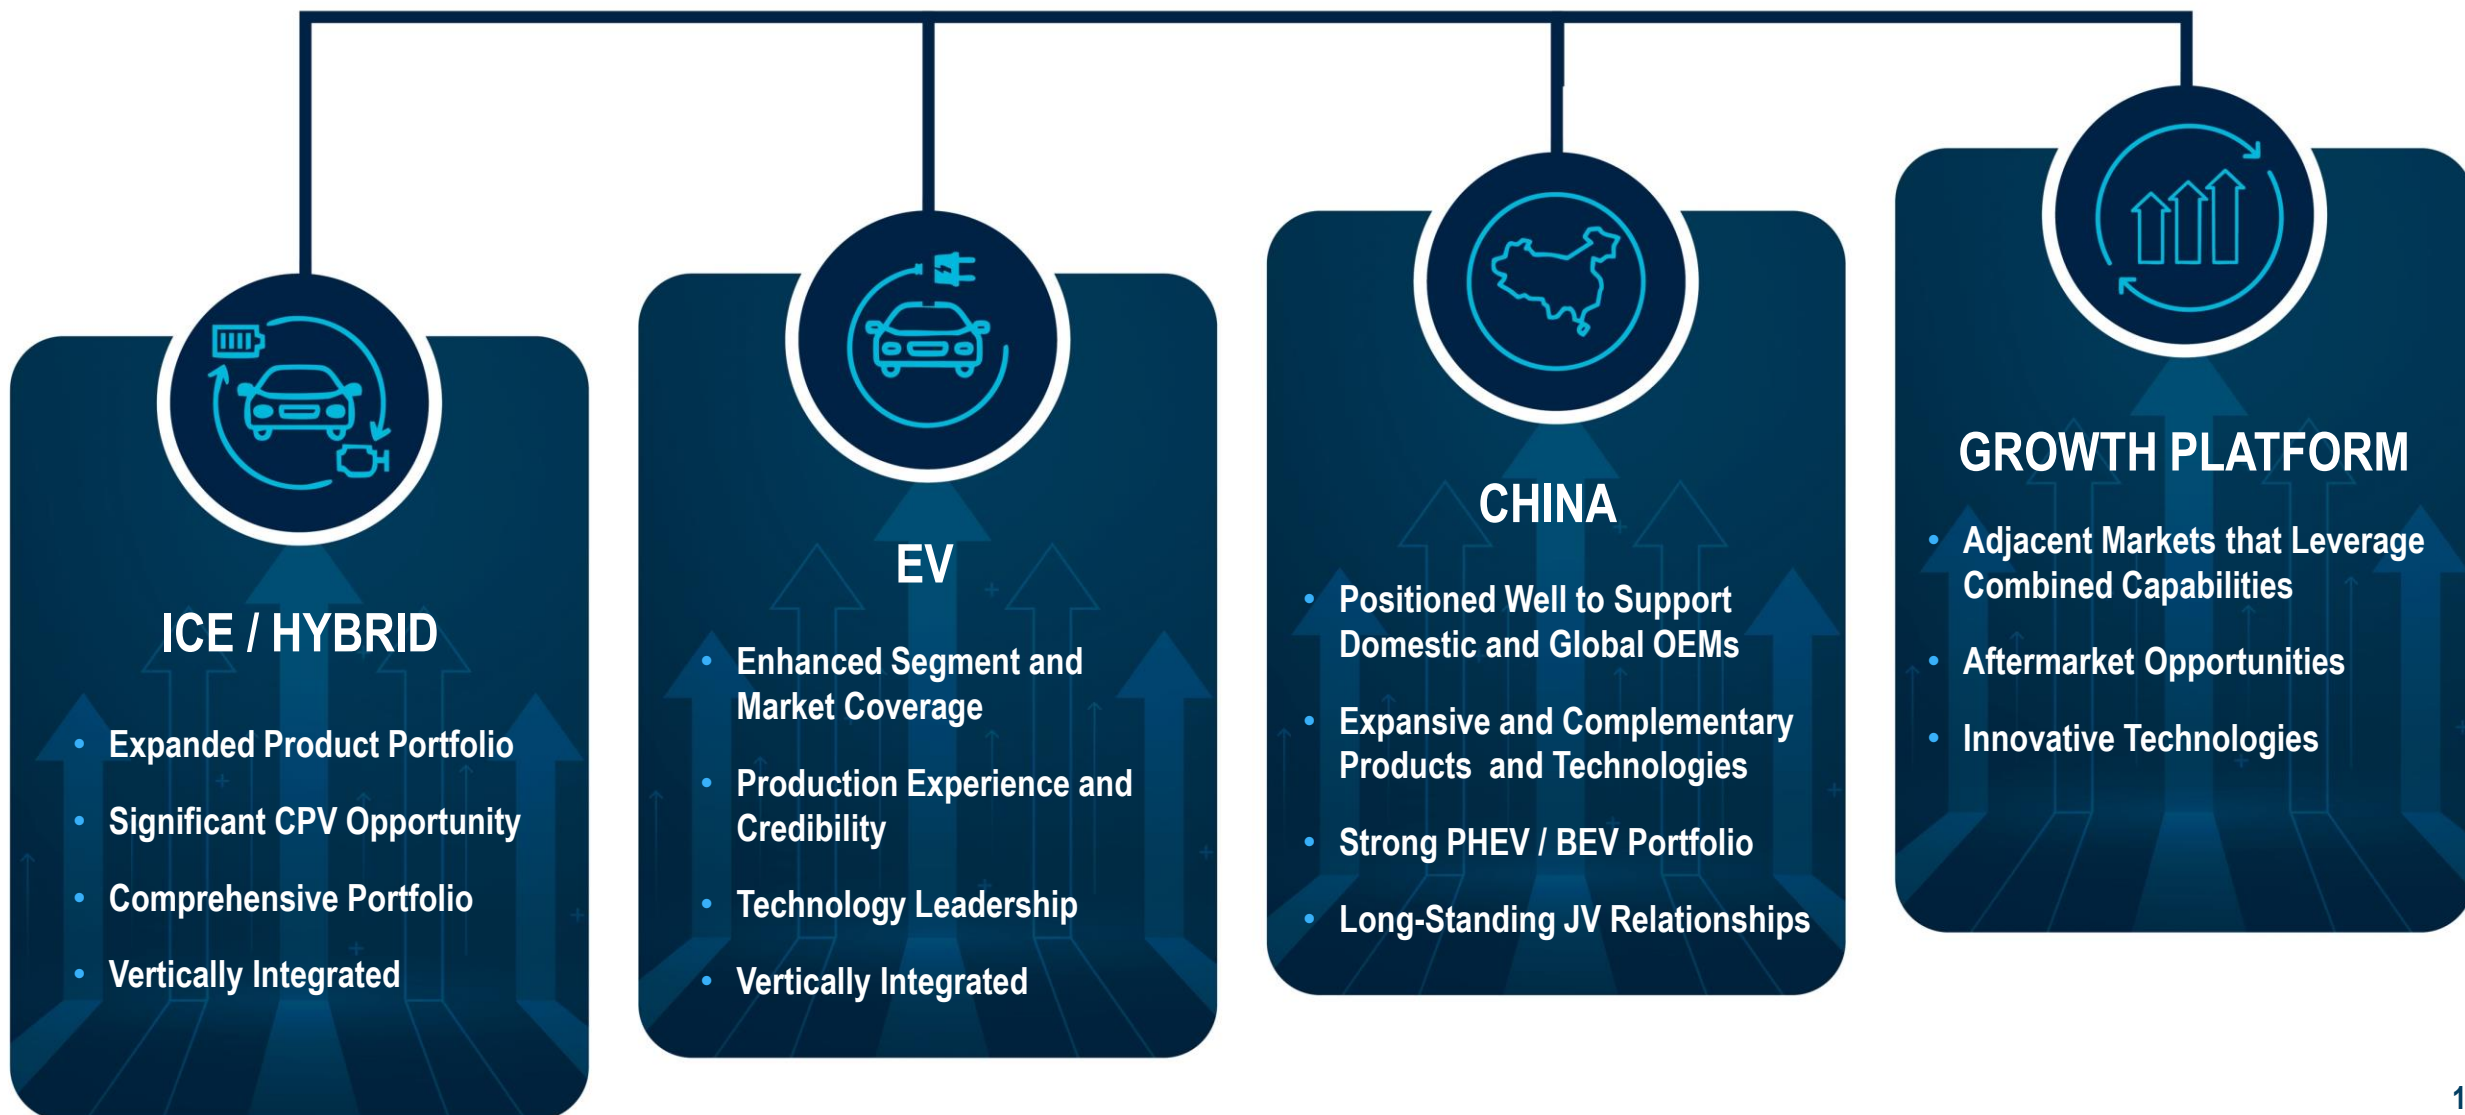 ICE / HYBRID
• Expanded Product Portfolio
• Significant CPV Opportunity
• Comprehensive Portfolio
• Vertically Integrated
EV
• Enhanced Segment and
Market Coverage
• Production Experience and
Credibility
• Technology Leadership
• Vertically Integrated
CHINA
• Positioned Well to Support
Domestic and Global OEMs
• Expansive and Complementary
Products  and Technologies
• Strong PHEV / BEV Portfolio
• Long-Standing JV Relationships
GROWTH PLATFORM
• Adjacent Markets that Leverage
Combined Capabilities
• Aftermarket Opportunities
• Innovative Technologies
1